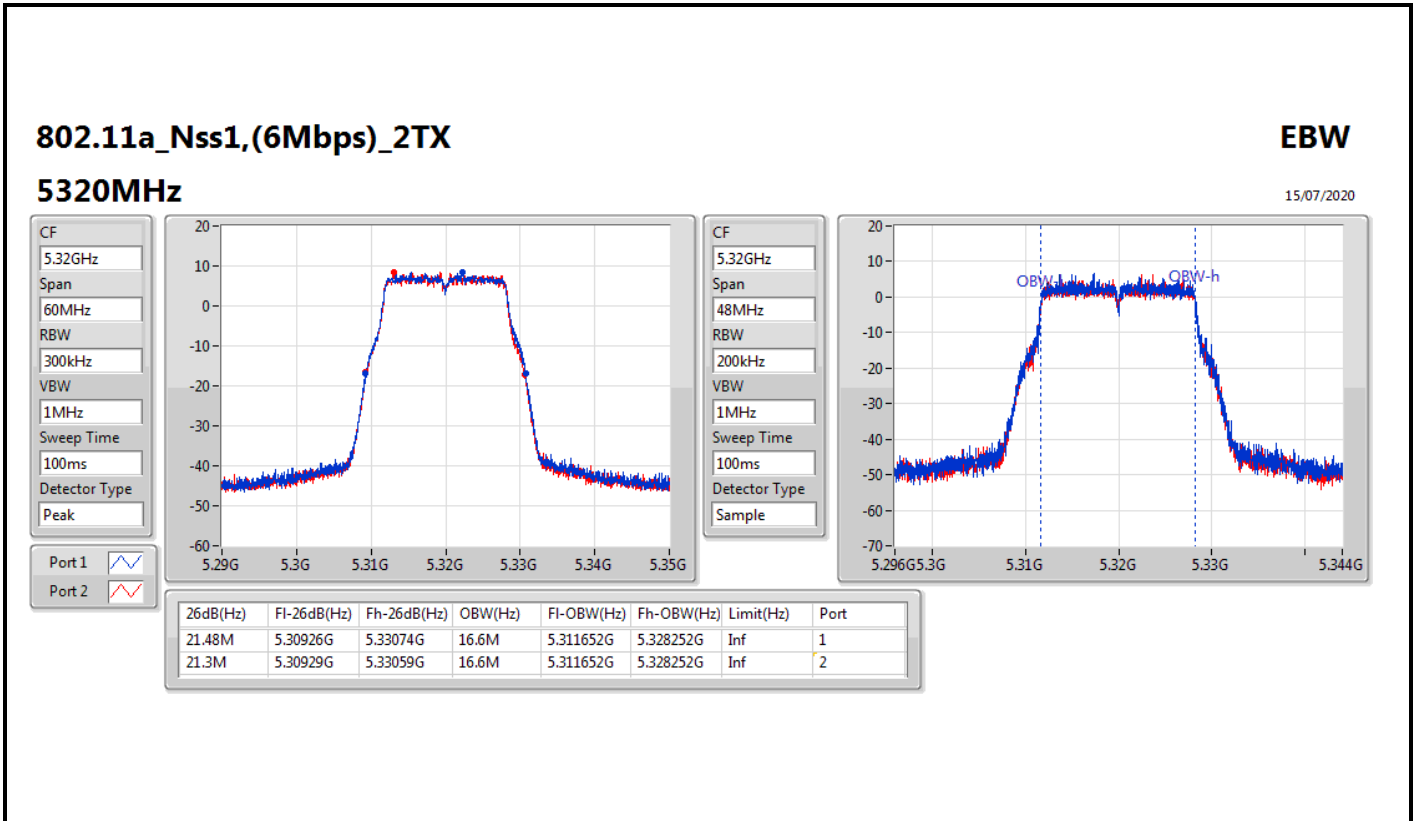 802.11a_Nss1,(6Mbps)_2TX
EBW
5320MHz
15/07/2020
CF
5.32GHz
Span
60MHz
RBW
300kHz
VBW
1MHz
Sweep Time
100ms
Detector Type
Peak
Port 1
Port 2
20
10
0
-10
-20
-30
-40
-50
-60
5.29G 5.3G 5.31G 5.32G 5.33G 5.34G 5.35G
CF
5.32GHz
Span
48MHz
RBW
200kHz
VBW
1MHz
Sweep Time
100ms
Detector Type
Sample
20
10
0
-10
-20
-30
-40
-50
-60
-70
OBW-
OBW-h
5.296G 5.3G 5.31G 5.32G 5.33G 5.344G
26dB(Hz) Fl-26dB(Hz) Fh-26dB(Hz) OBW(Hz) Fl-OBW(Hz) Fh-OBW(Hz) Limit(Hz) Port
21.48M 5.30926G 5.33074G 16.6M 5.311652G 5.328252G Inf 1
21.3M 5.30929G 5.33059G 16.6M 5.311652G 5.328252G Inf 2